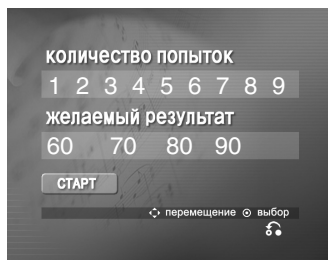 количество попыток
1 2 3 4 5 6 7 8 9
желаемый результат
60 70 80 90
СТАРТ
перемещение выбор